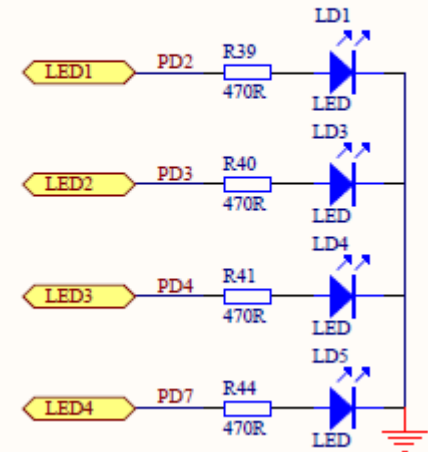 LD1
LED1 PD2 R39
470R LED
LD3
LED2 PD3 R40
470R LED
LD4
LED3 PD4 R41
470R LED
LD5
LED4 PD7 R44
470R LED